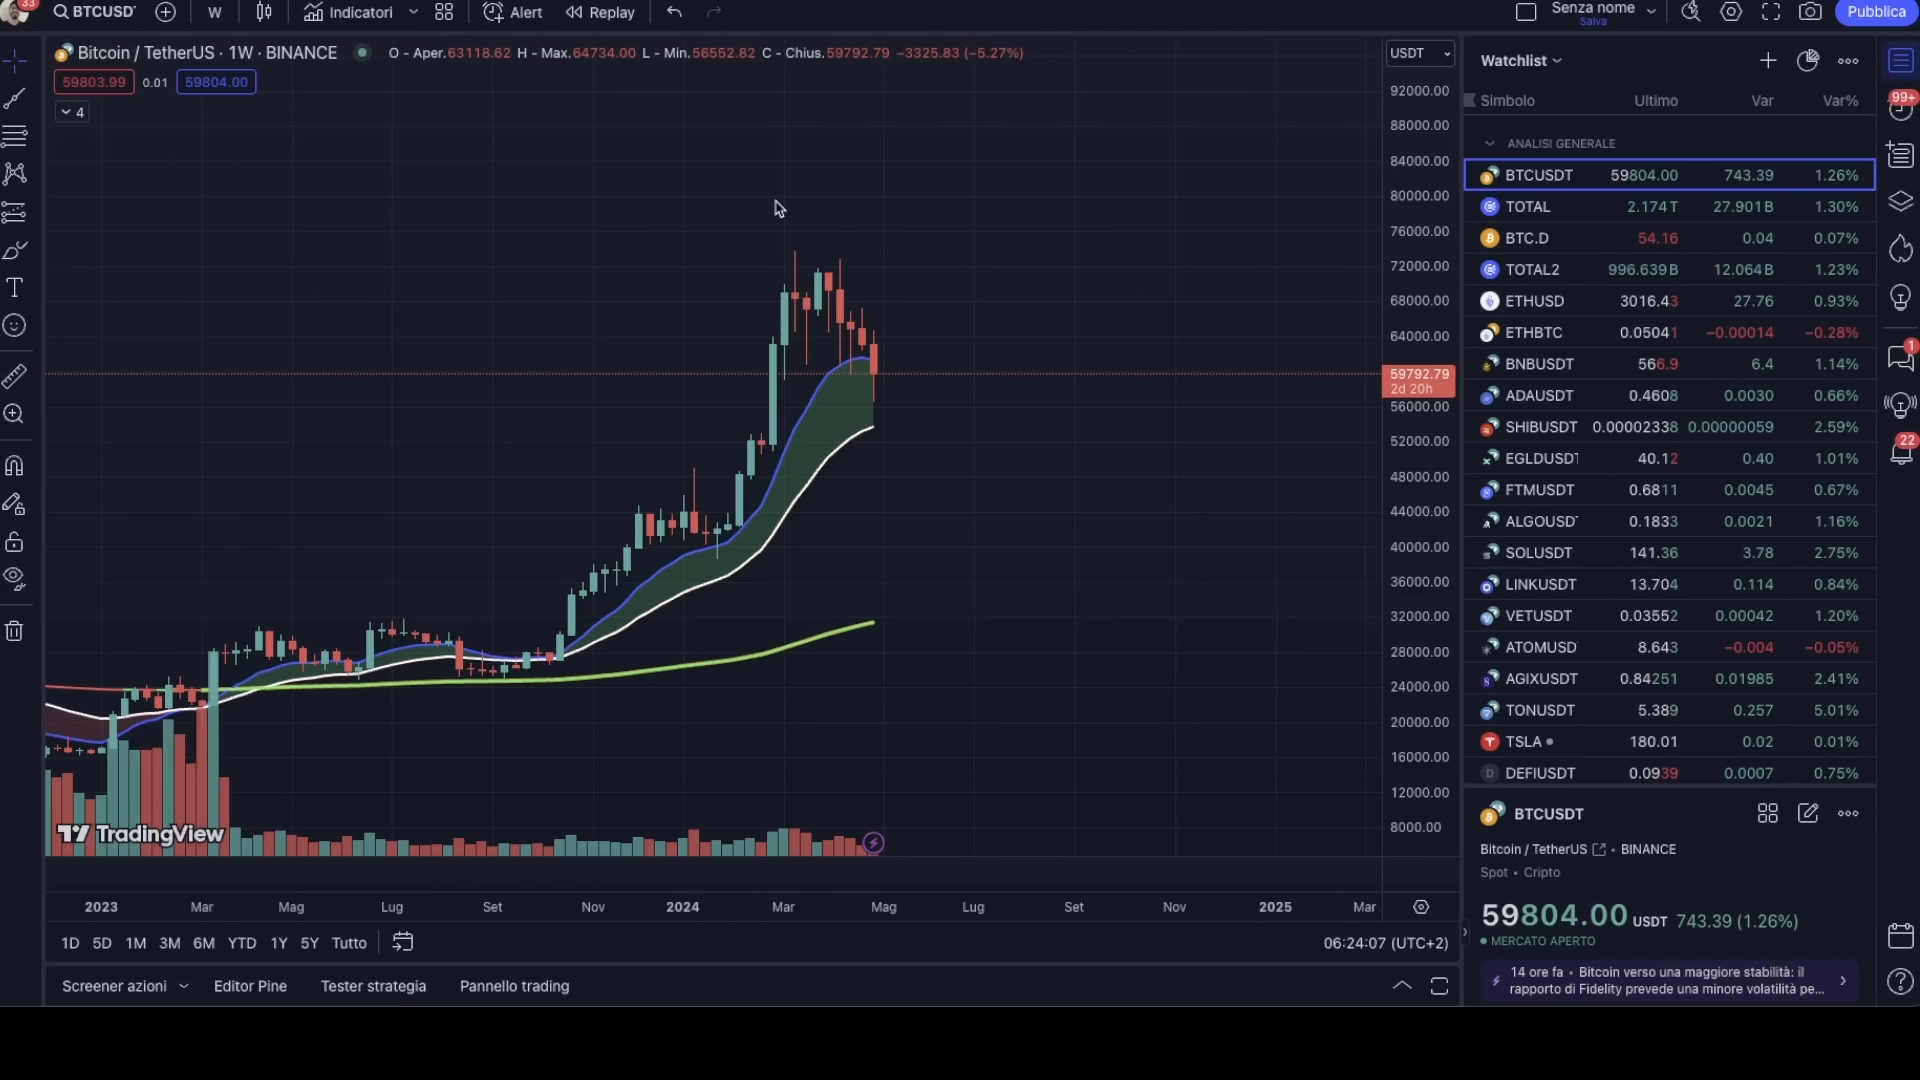 33
BTCUSDT
W
Indicatori
Alert
Replay
Senza nome
Salva
Pubblica
Bitcoin / TetherUS · 1W · BINANCE
O - Aper.63118.62 H - Max.64734.00 L - Min.56552.82 C - Chius.59792.79 −3325.83 (−5.27%)
59803.99 0.01 59804.00
4
USDT
92000.00
88000.00
84000.00
80000.00
76000.00
72000.00
68000.00
64000.00
59792.79
2d 20h
56000.00
52000.00
48000.00
44000.00
40000.00
36000.00
32000.00
28000.00
24000.00
20000.00
16000.00
12000.00
8000.00
TradingView
2023 Mar Mag Lug Set Nov 2024 Mar Mag Lug Set Nov 2025 Mar
1D 5D 1M 3M 6M YTD 1Y 5Y Tutto
06:24:07 (UTC+2)
Screener azioni Editor Pine Tester strategia Pannello trading
Watchlist
Simbolo Ultimo Var Var%
ANALISI GENERALE
BTCUSDT 59804.00 743.39 1.26%
TOTAL 2.174T 27.901B 1.30%
BTC.D 54.16 0.04 0.07%
TOTAL2 996.639B 12.064B 1.23%
ETHUSD 3016.43 27.76 0.93%
ETHBTC 0.05041 −0.00014 −0.28%
BNBUSDT 566.9 6.4 1.14%
ADAUSDT 0.4608 0.0030 0.66%
SHIBUSDT 0.00002338 0.00000059 2.59%
EGLDUSDT 40.12 0.40 1.01%
FTMUSDT 0.6811 0.0045 0.67%
ALGOUSDT 0.1833 0.0021 1.16%
SOLUSDT 141.36 3.78 2.75%
LINKUSDT 13.704 0.114 0.84%
VETUSDT 0.03552 0.00042 1.20%
ATOMUSD 8.643 −0.004 −0.05%
AGIXUSDT 0.84251 0.01985 2.41%
TONUSDT 5.389 0.257 5.01%
TSLA 180.01 0.02 0.01%
DEFIUSDT 0.0939 0.0007 0.75%
BTCUSDT
Bitcoin / TetherUS • BINANCE
Spot • Cripto
59804.00 USDT 743.39 (1.26%)
MERCATO APERTO
14 ore fa • Bitcoin verso una maggiore stabilità: il
rapporto di Fidelity prevede una minore volatilità pe...
99+
1
22